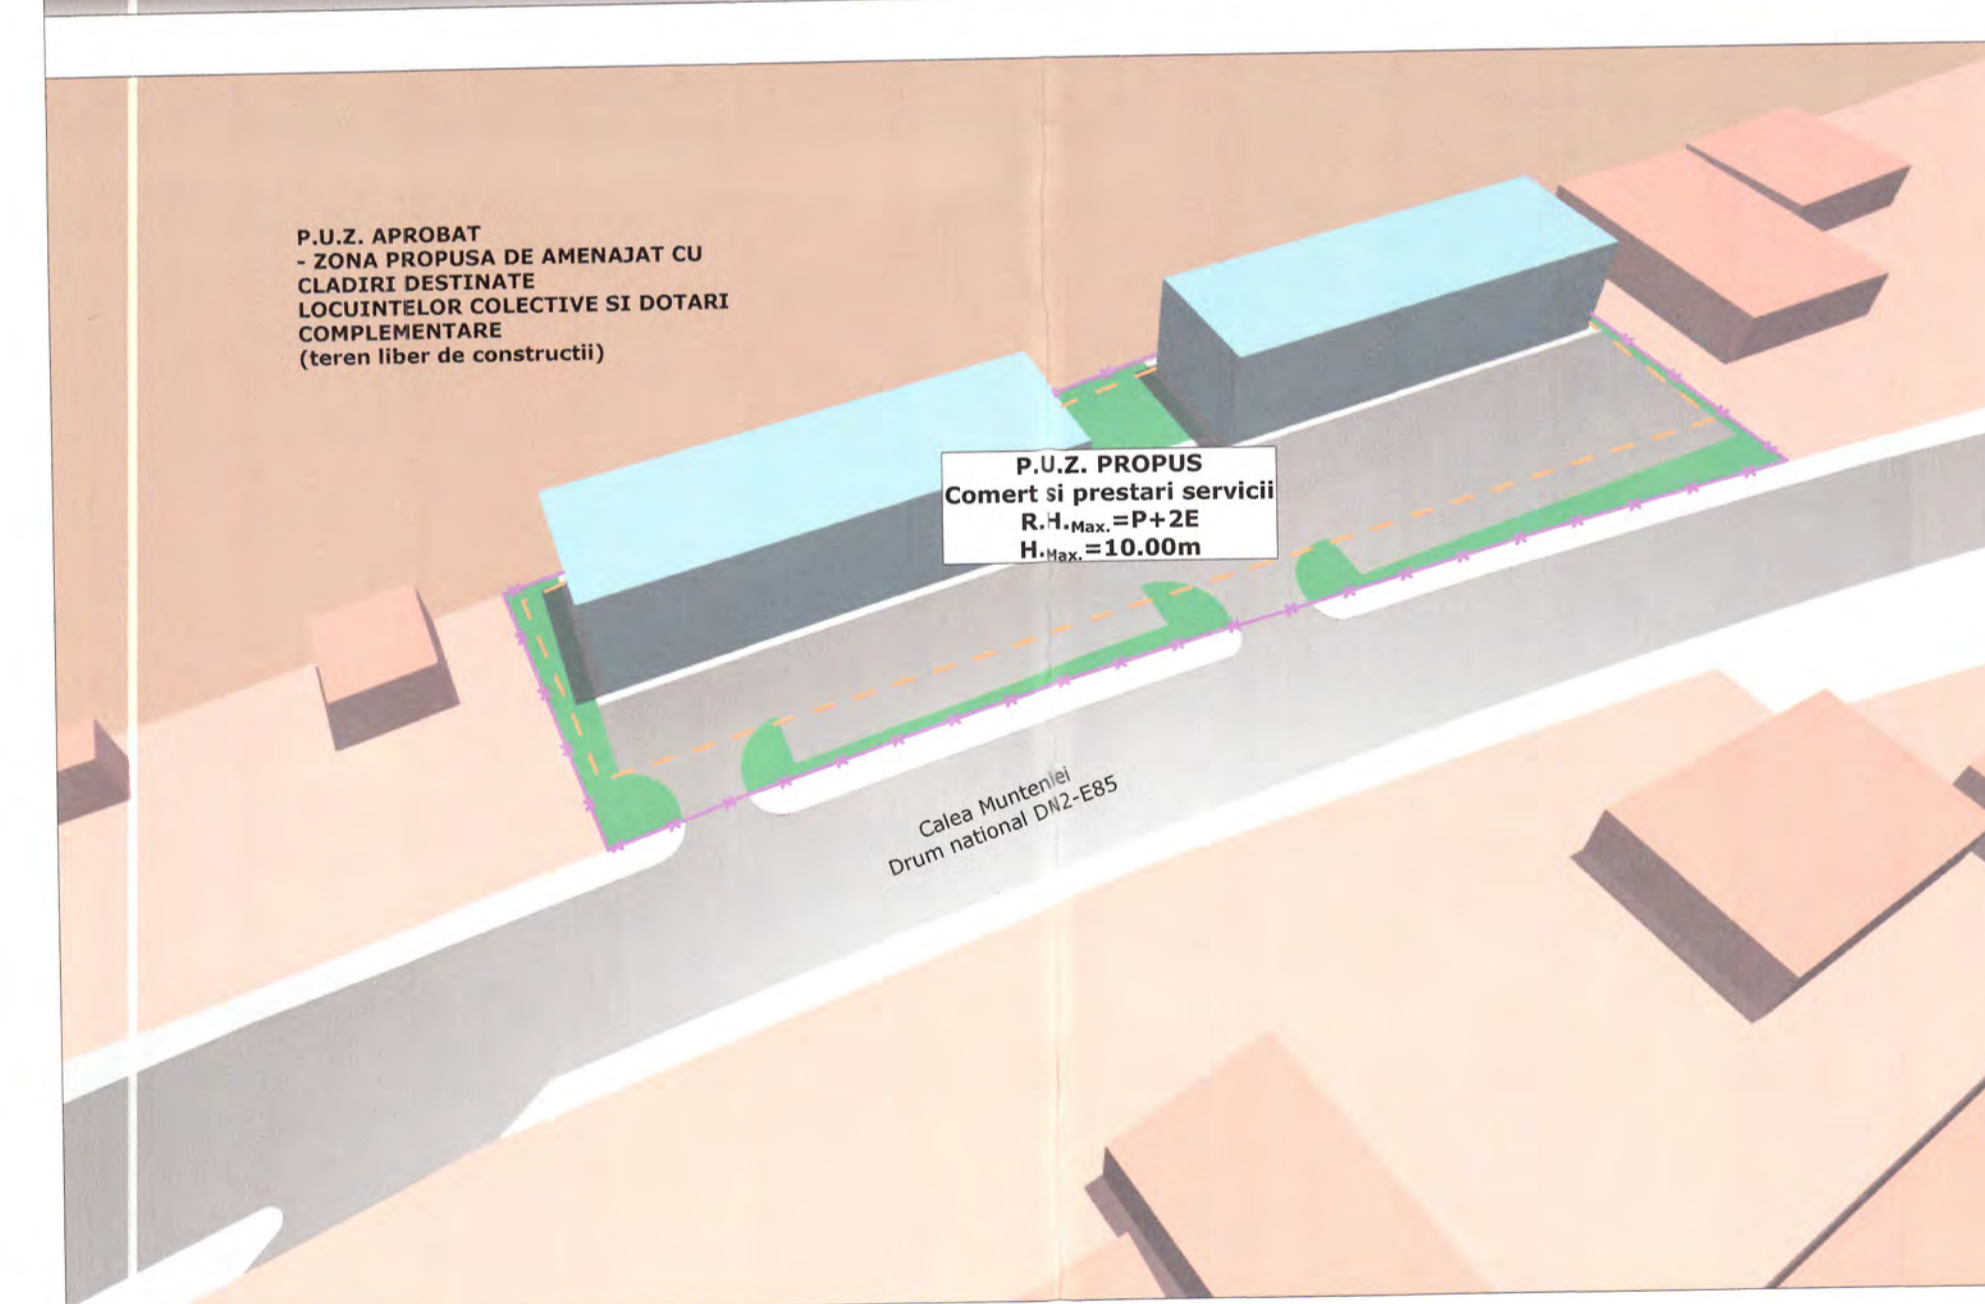 P.U.Z. APROBAT
- ZONA PROPUSA DE AMENAJAT CU
CLADIRI DESTINATE
LOCUINTELOR COLECTIVE SI DOTARI
COMPLEMENTARE
(teren liber de constructii)
P.U.Z. PROPUS
Comert si prestari servicii
R.H.Max.=P+2E
H.Max.=10.00m
Calea Munteniei
Drum national DN2-E85